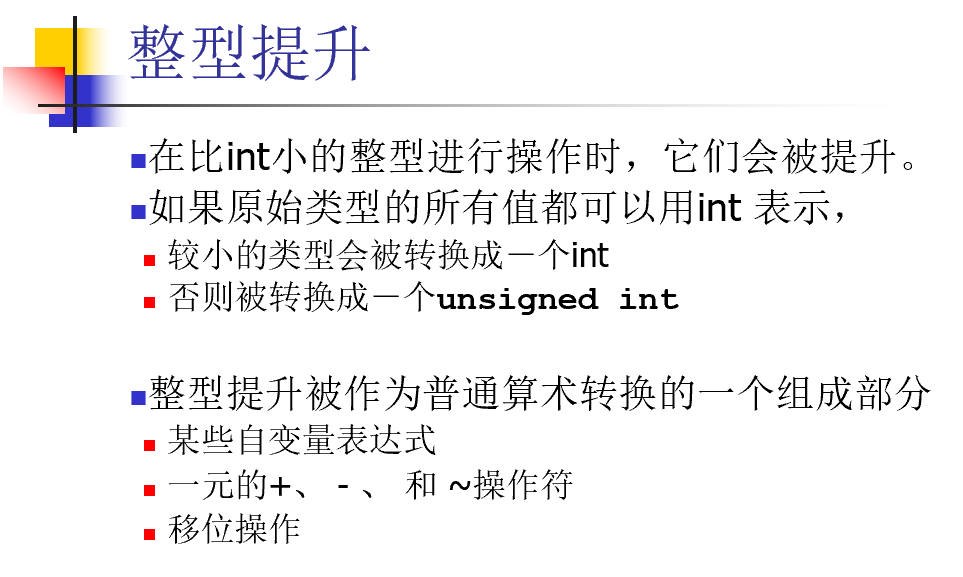 整型提升
在比int小的整型进行操作时，它们会被提升。
如果原始类型的所有值都可以用int 表示，
较小的类型会被转换成一个int
否则被转换成一个unsigned int
整型提升被作为普通算术转换的一个组成部分
某些自变量表达式
一元的+、 - 、 和 ~操作符
移位操作